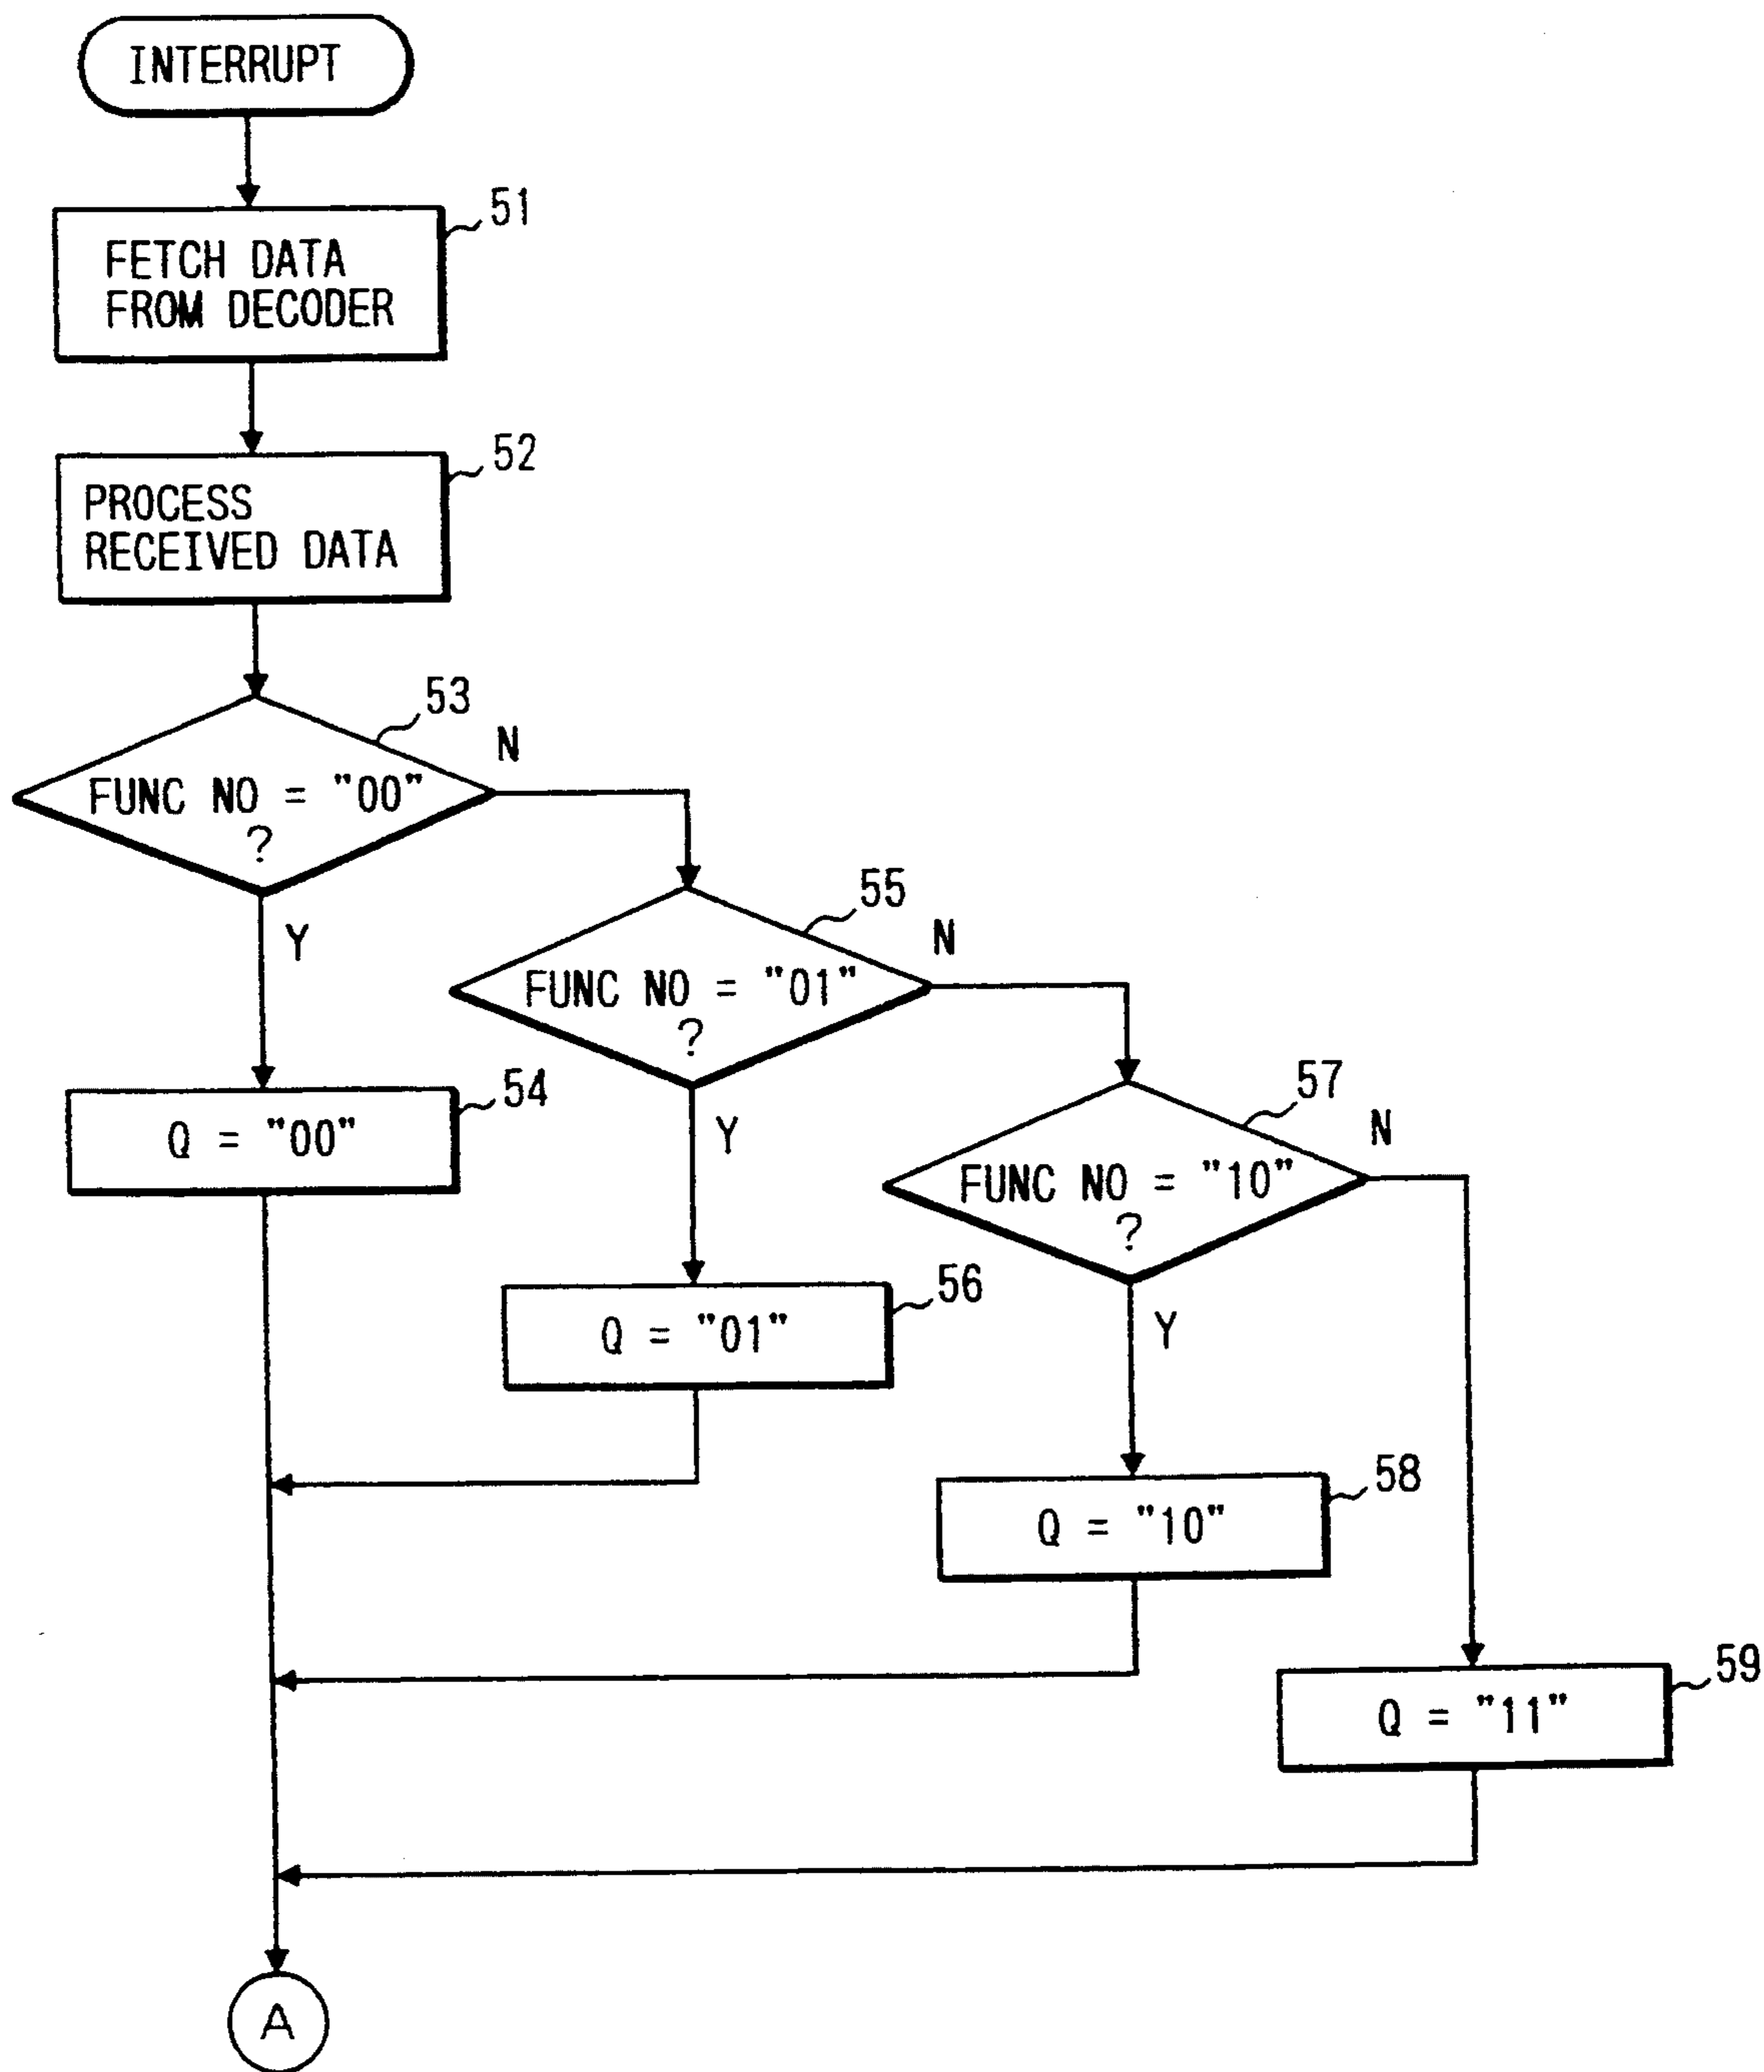 INTERRUPT
51
FETCH DATA
FROM DECODER
52
PROCESS
RECEIVED DATA
53
N
FUNC NO = "00"
?
Y
55
N
FUNC NO = "01"
?
Y
54
Q = "00"
57
N
FUNC NO = "10"
?
Y
56
Q = "01"
58
Q = "10"
59
Q = "11"
A